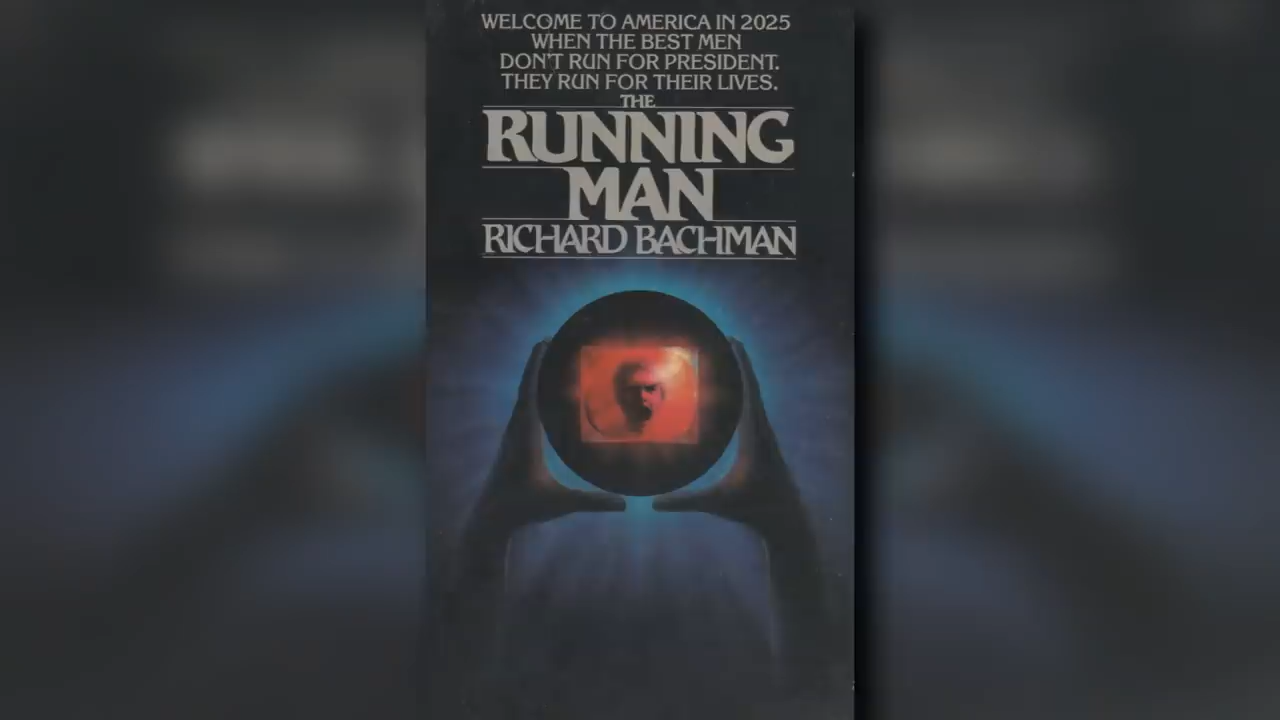 WELCOME TO AMERICA IN 2025
WHEN THE BEST MEN
DON'T RUN FOR PRESIDENT.
THEY RUN FOR THEIR LIVES.
THE
RUNNING
MAN
RICHARD BACHMAN